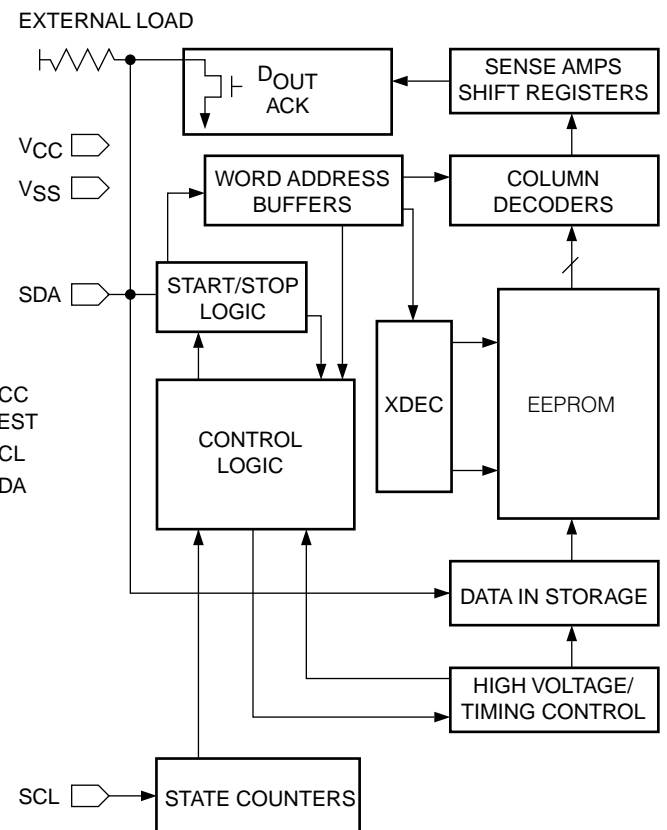 EXTERNAL LOAD
DOUT
ACK
SENSE AMPS
SHIFT REGISTERS
VCC
VSS
WORD ADDRESS
BUFFERS
COLUMN
DECODERS
SDA
START/STOP
LOGIC
XDEC
EEPROM
CC
EST
CL
DA
CONTROL
LOGIC
DATA IN STORAGE
HIGH VOLTAGE/
TIMING CONTROL
SCL
STATE COUNTERS